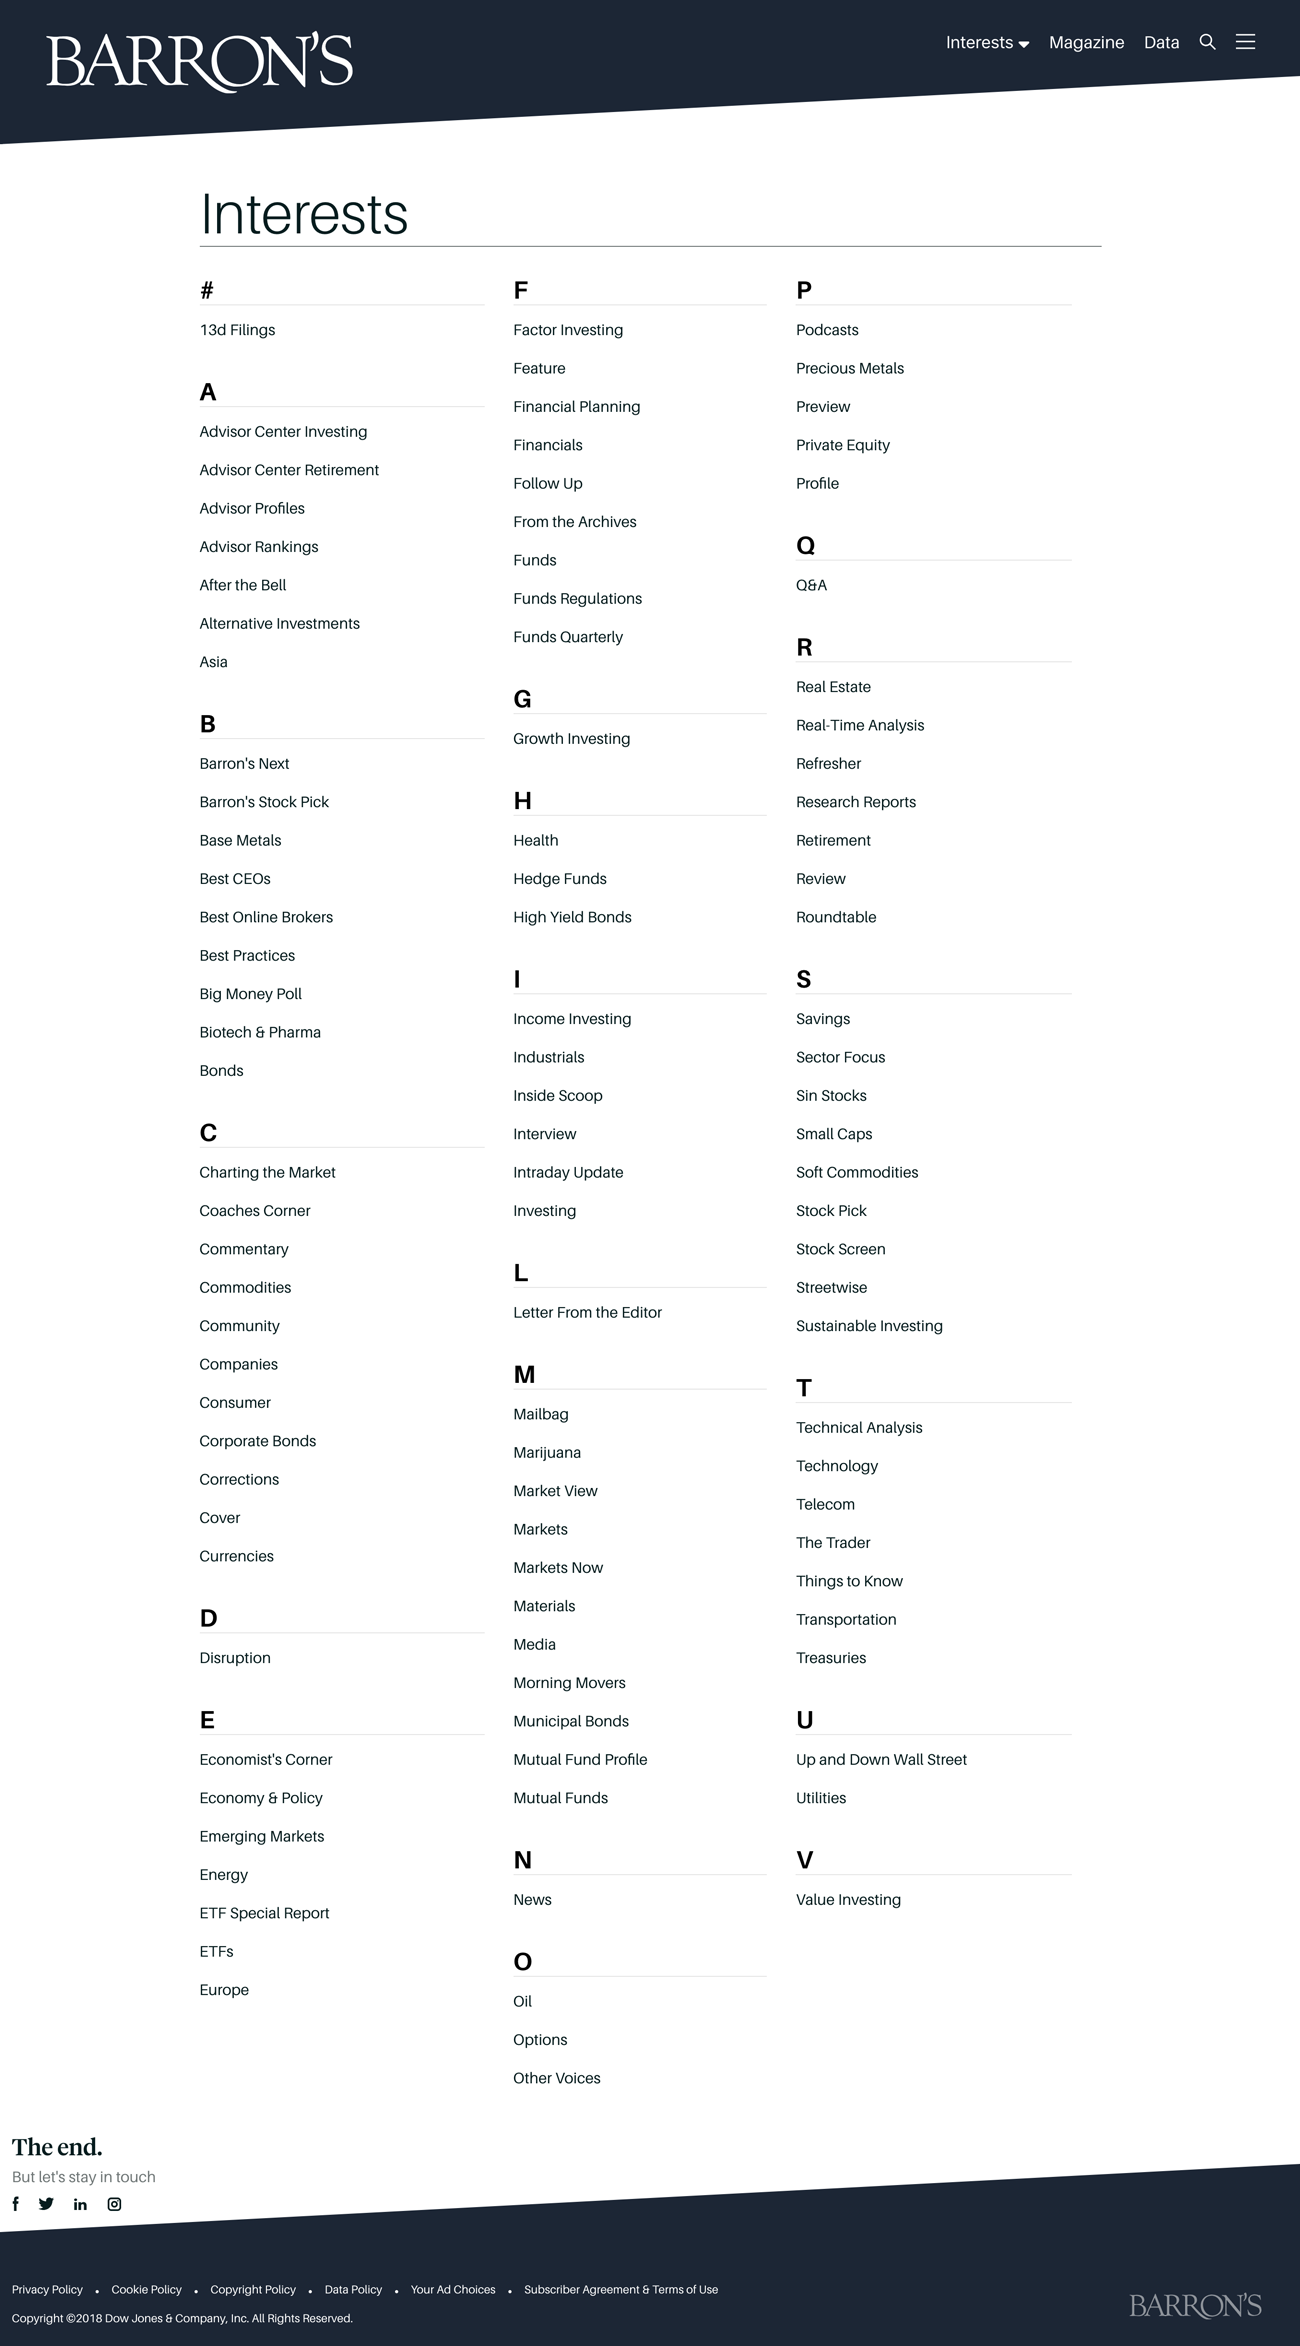 BARRON'S
Interests
Magazine
Data
Interests
#
13d Filings
A
Advisor Center Investing
Advisor Center Retirement
Advisor Profiles
Advisor Rankings
After the Bell
Alternative Investments
Asia
B
Barron's Next
Barron's Stock Pick
Base Metals
Best CEOs
Best Online Brokers
Best Practices
Big Money Poll
Biotech & Pharma
Bonds
C
Charting the Market
Coaches Corner
Commentary
Commodities
Community
Companies
Consumer
Corporate Bonds
Corrections
Cover
Currencies
D
Disruption
E
Economist's Corner
Economy & Policy
Emerging Markets
Energy
ETF Special Report
ETFs
Europe
F
Factor Investing
Feature
Financial Planning
Financials
Follow Up
From the Archives
Funds
Funds Regulations
Funds Quarterly
G
Growth Investing
H
Health
Hedge Funds
High Yield Bonds
I
Income Investing
Industrials
Inside Scoop
Interview
Intraday Update
Investing
L
Letter From the Editor
M
Mailbag
Marijuana
Market View
Markets
Markets Now
Materials
Media
Morning Movers
Municipal Bonds
Mutual Fund Profile
Mutual Funds
N
News
O
Oil
Options
Other Voices
P
Podcasts
Precious Metals
Preview
Private Equity
Profile
Q
Q&A
R
Real Estate
Real-Time Analysis
Refresher
Research Reports
Retirement
Review
Roundtable
S
Savings
Sector Focus
Sin Stocks
Small Caps
Soft Commodities
Stock Pick
Stock Screen
Streetwise
Sustainable Investing
T
Technical Analysis
Technology
Telecom
The Trader
Things to Know
Transportation
Treasuries
U
Up and Down Wall Street
Utilities
V
Value Investing
The end.
But let's stay in touch
Privacy Policy • Cookie Policy • Copyright Policy • Data Policy • Your Ad Choices • Subscriber Agreement & Terms of Use
Copyright ©2018 Dow Jones & Company, Inc. All Rights Reserved.
BARRON'S